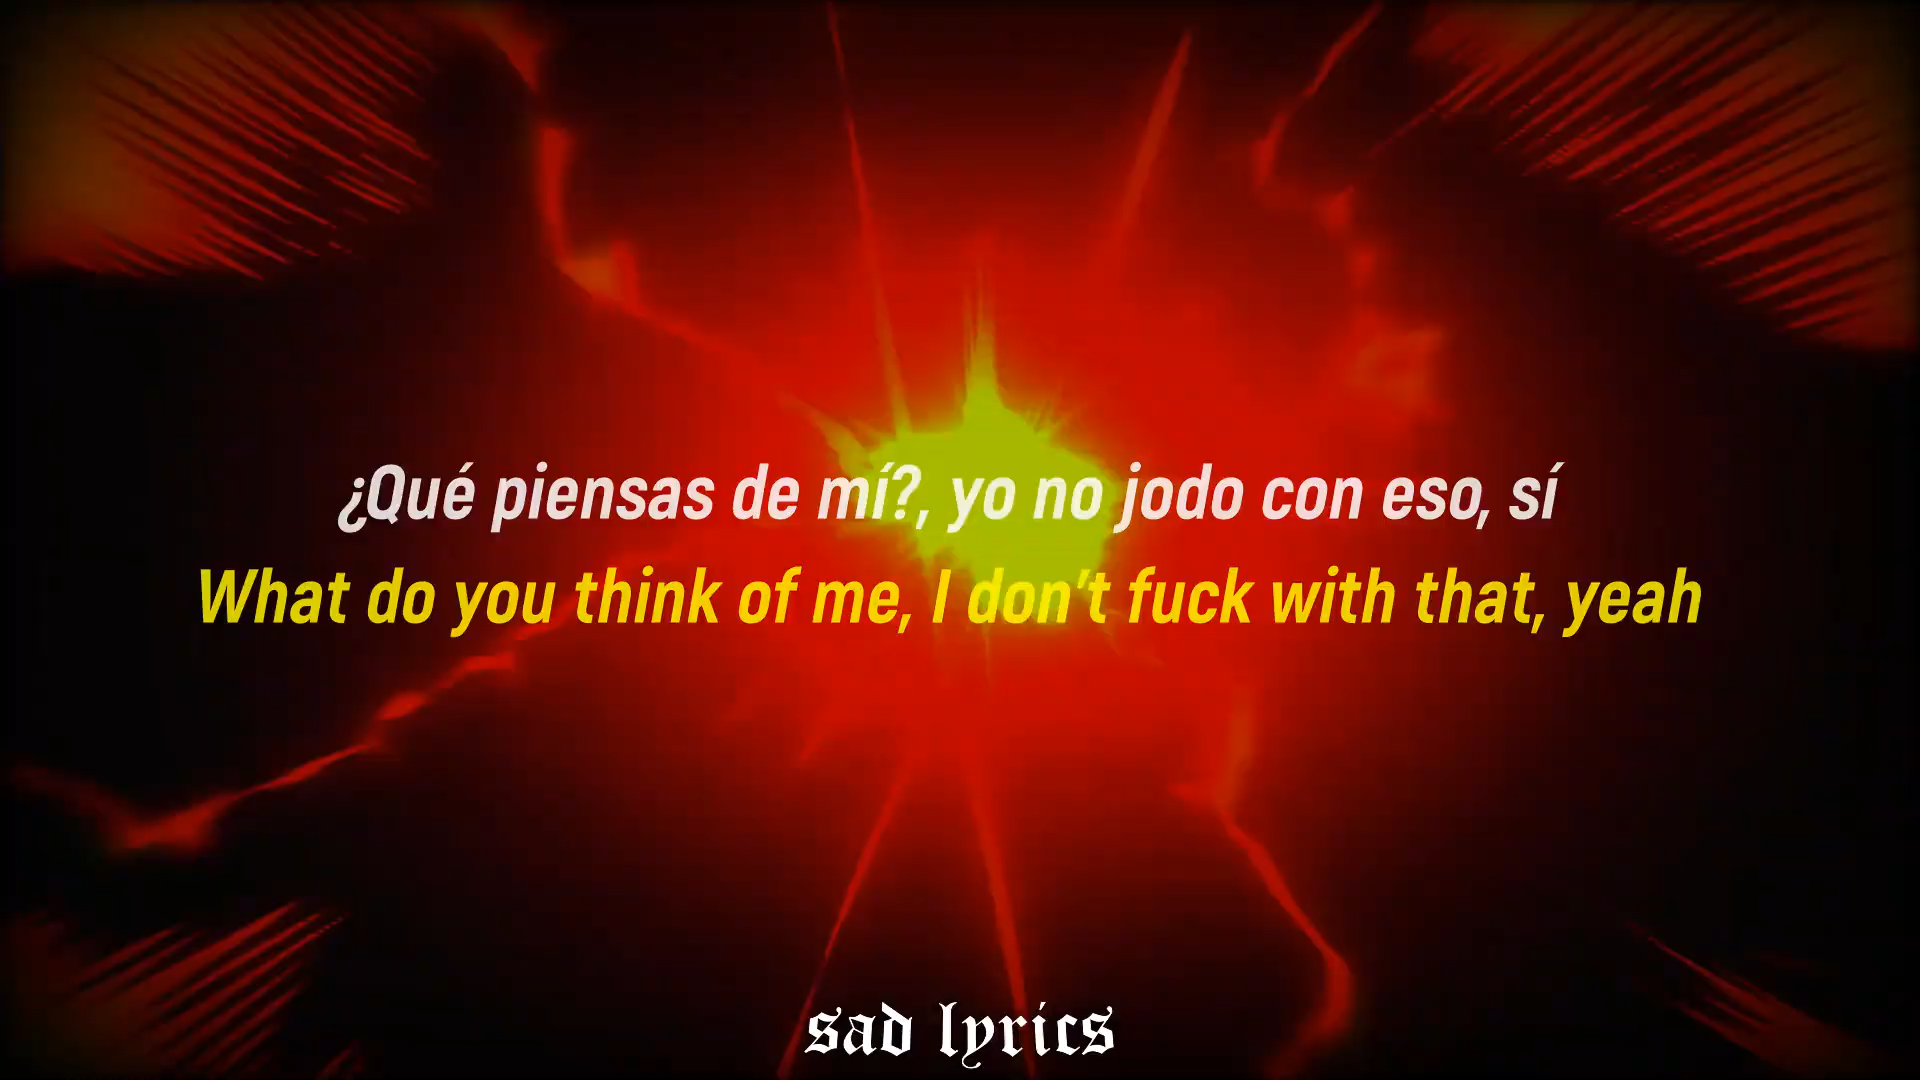 ¿Qué piensas de mí?, yo no jodo con eso, sí
What do you think of me, I don't fuck with that, yeah
sad lyrics